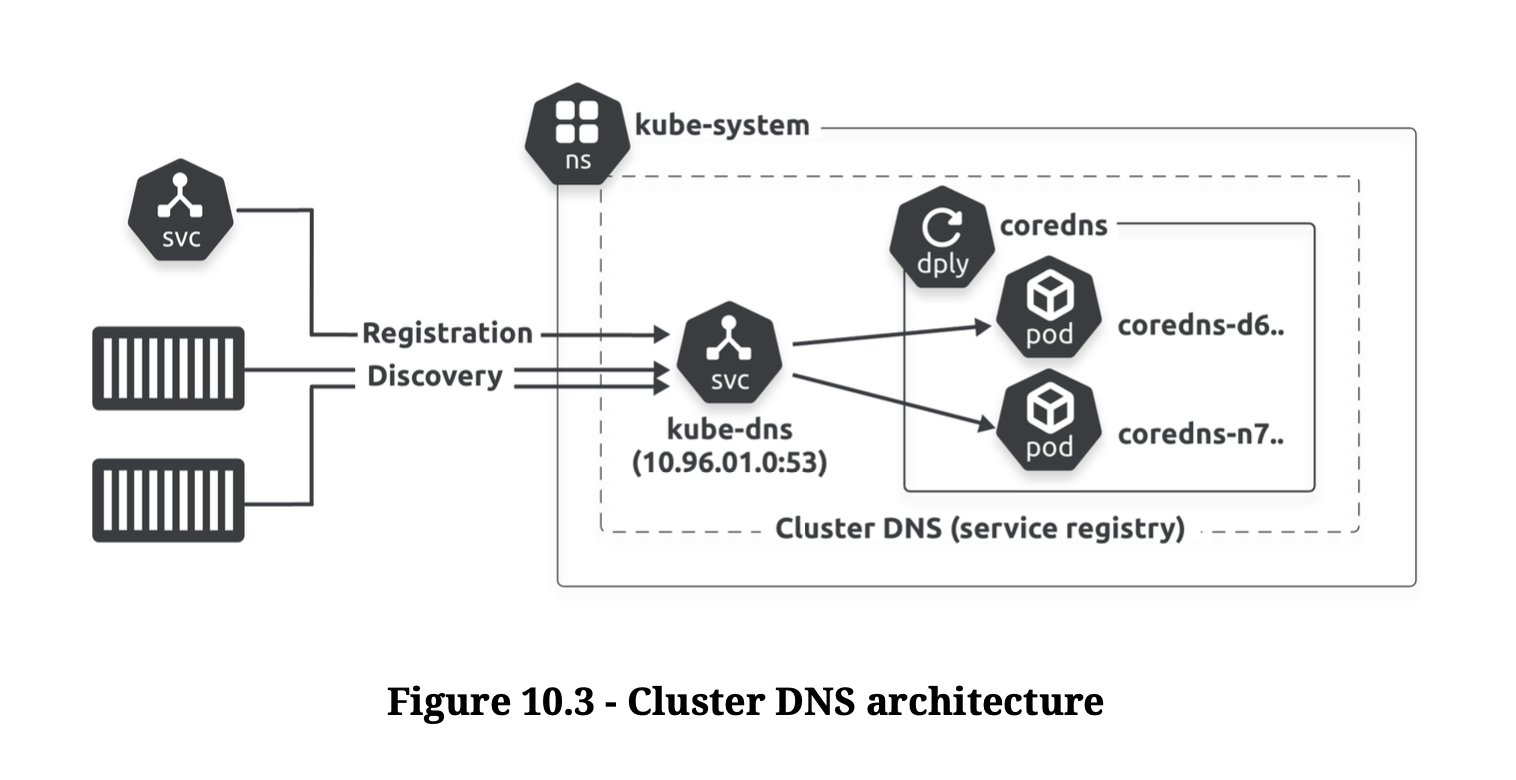 kube-system
ns
svc
dply
coredns
pod
coredns-d6..
Registration
Discovery
svc
kube-dns
(10.96.01.0:53)
pod
coredns-n7..
Cluster DNS (service registry)
Figure 10.3 - Cluster DNS architecture